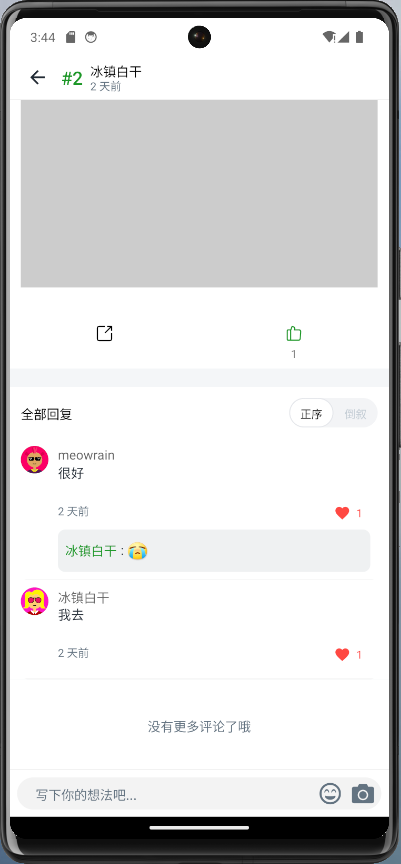 3:44
#2 冰镇白干
2 天前
1
全部回复 正序 倒叙
meowrain
很好
2 天前 1
冰镇白干 : 😭
冰镇白干
我去
2 天前 1
没有更多评论了哦
写下你的想法吧...